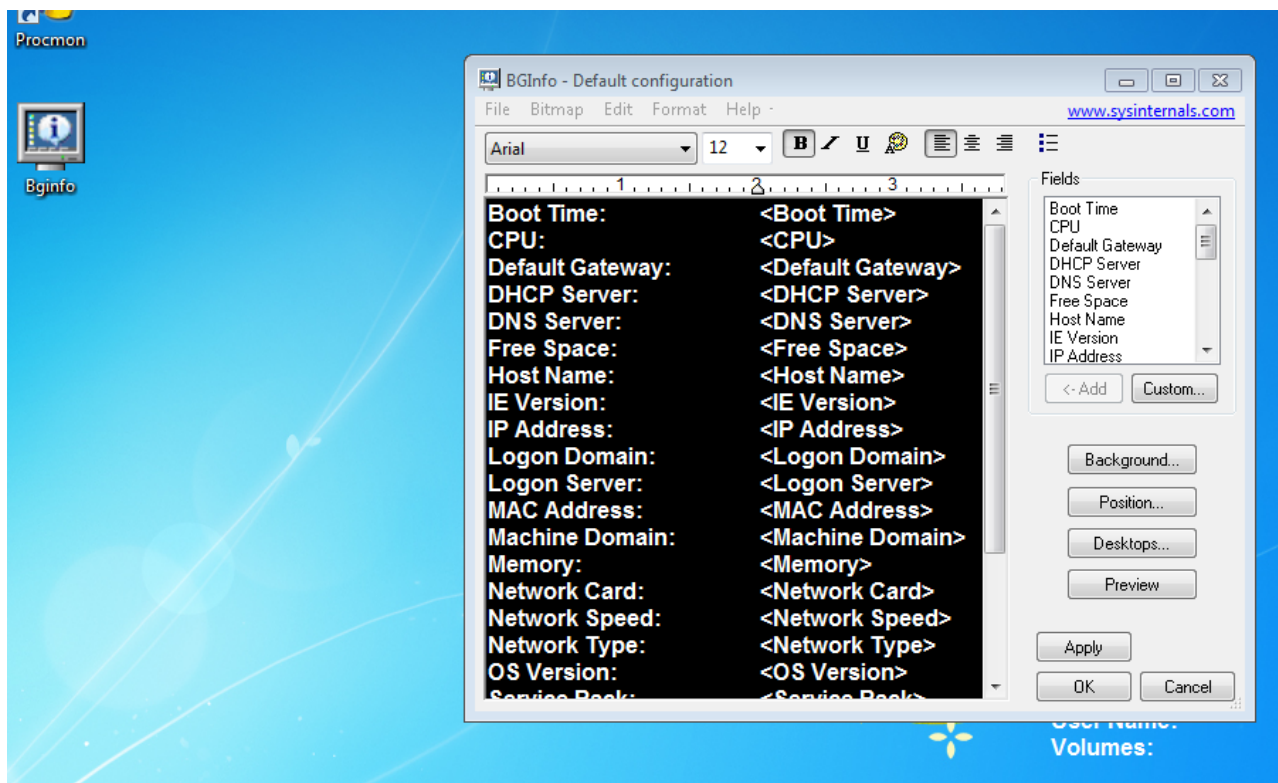 Procmon
Bginfo
BGInfo - Default configuration
File Bitmap Edit Format Help -
www.sysinternals.com
Arial 12 B I U
1 2 3
Boot Time: <Boot Time>
CPU: <CPU>
Default Gateway: <Default Gateway>
DHCP Server: <DHCP Server>
DNS Server: <DNS Server>
Free Space: <Free Space>
Host Name: <Host Name>
IE Version: <IE Version>
IP Address: <IP Address>
Logon Domain: <Logon Domain>
Logon Server: <Logon Server>
MAC Address: <MAC Address>
Machine Domain: <Machine Domain>
Memory: <Memory>
Network Card: <Network Card>
Network Speed: <Network Speed>
Network Type: <Network Type>
OS Version: <OS Version>
Service Pack: <Service Pack>
Fields
Boot Time
CPU
Default Gateway
DHCP Server
DNS Server
Free Space
Host Name
IE Version
IP Address
<- Add Custom...
Background...
Position...
Desktops...
Preview
Apply
OK Cancel
User Name:
Volumes: